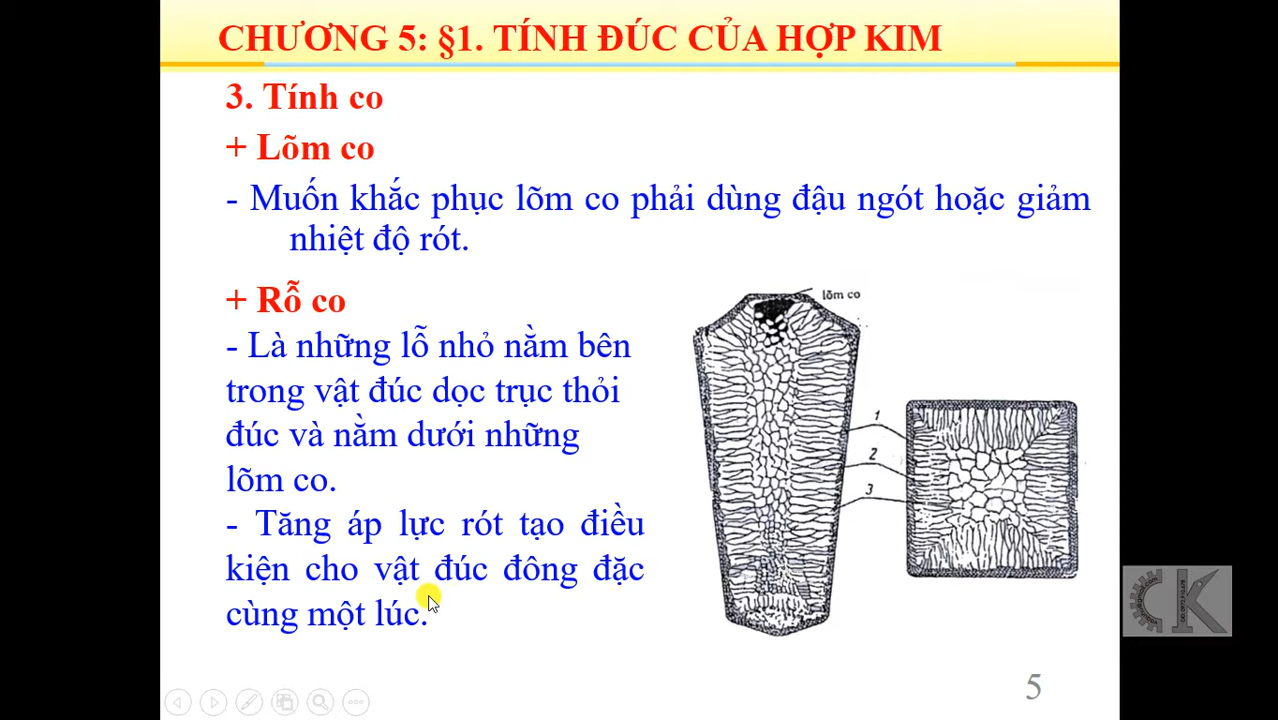 CHƯƠNG 5: §1. TÍNH ĐÚC CỦA HỢP KIM
3. Tính co
+ Lõm co
- Muốn khắc phục lõm co phải dùng đậu ngót hoặc giảm
nhiệt độ rót.
+ Rỗ co
- Là những lỗ nhỏ nằm bên
trong vật đúc dọc trục thỏi
đúc và nằm dưới những
lõm co.
- Tăng áp lực rót tạo điều
kiện cho vật đúc đông đặc
cùng một lúc.
lõm co
1
2
3
5